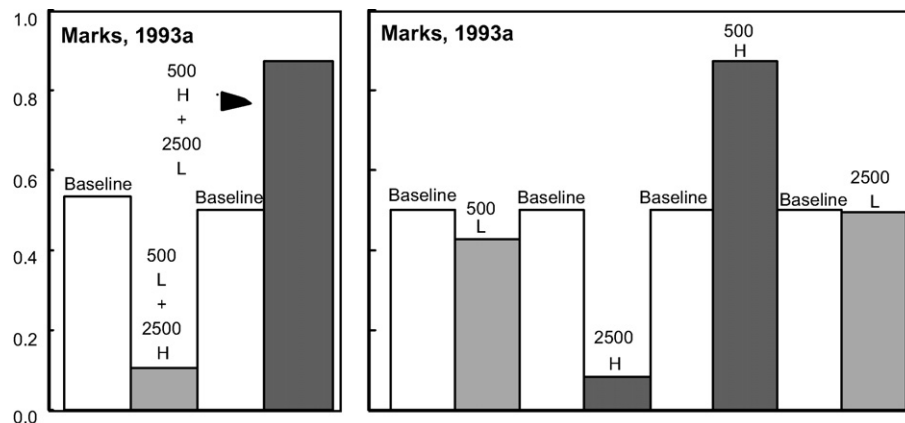 1.0
0.8
0.6
0.4
0.2
0.0
Marks, 1993a
500
H
+
2500
L
Baseline
500
L
+
2500
H
Baseline
Marks, 1993a
Baseline
500
L
Baseline
2500
H
Baseline
500
H
Baseline
2500
L